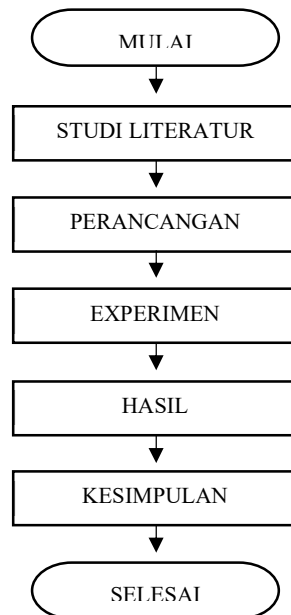 MULAI
STUDI LITERATUR
PERANCANGAN
EXPERIMEN
HASIL
KESIMPULAN
SELESAI